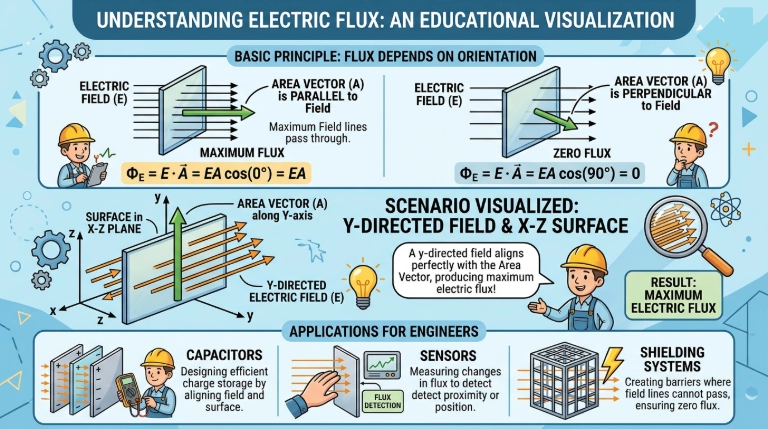 UNDERSTANDING ELECTRIC FLUX: AN EDUCATIONAL VISUALIZATION
BASIC PRINCIPLE: FLUX DEPENDS ON ORIENTATION
ELECTRIC
FIELD (E)
AREA VECTOR (A)
is PARALLEL to
Field
Maximum Field lines
pass through.
MAXIMUM FLUX
Φ_E = E · A⃗ = EA cos(0°) = EA
ELECTRIC
FIELD (E)
AREA VECTOR (A)
is PERPENDICULAR
to Field
ZERO FLUX
Φ_E = E · A⃗ = EA cos(90°) = 0
?
SURFACE in
X-Z PLANE
y
AREA VECTOR (A)
along Y-axis
z
x
z
y
Y-DIRECTED
ELECTRIC FIELD (E)
SCENARIO VISUALIZED:
Y-DIRECTED FIELD & X-Z SURFACE
A y-directed field aligns
perfectly with the Area
Vector, producing maximum
electric flux!
RESULT:
MAXIMUM
ELECTRIC FLUX
APPLICATIONS FOR ENGINEERS
CAPACITORS
Designing efficient
charge storage by
aligning field and
surface.
FLUX
DETECTION
SENSORS
Measuring changes
in flux to detect
detect proximity or
position.
SHIELDING
SYSTEMS
Creating barriers where
field lines cannot pass,
ensuring zero flux.